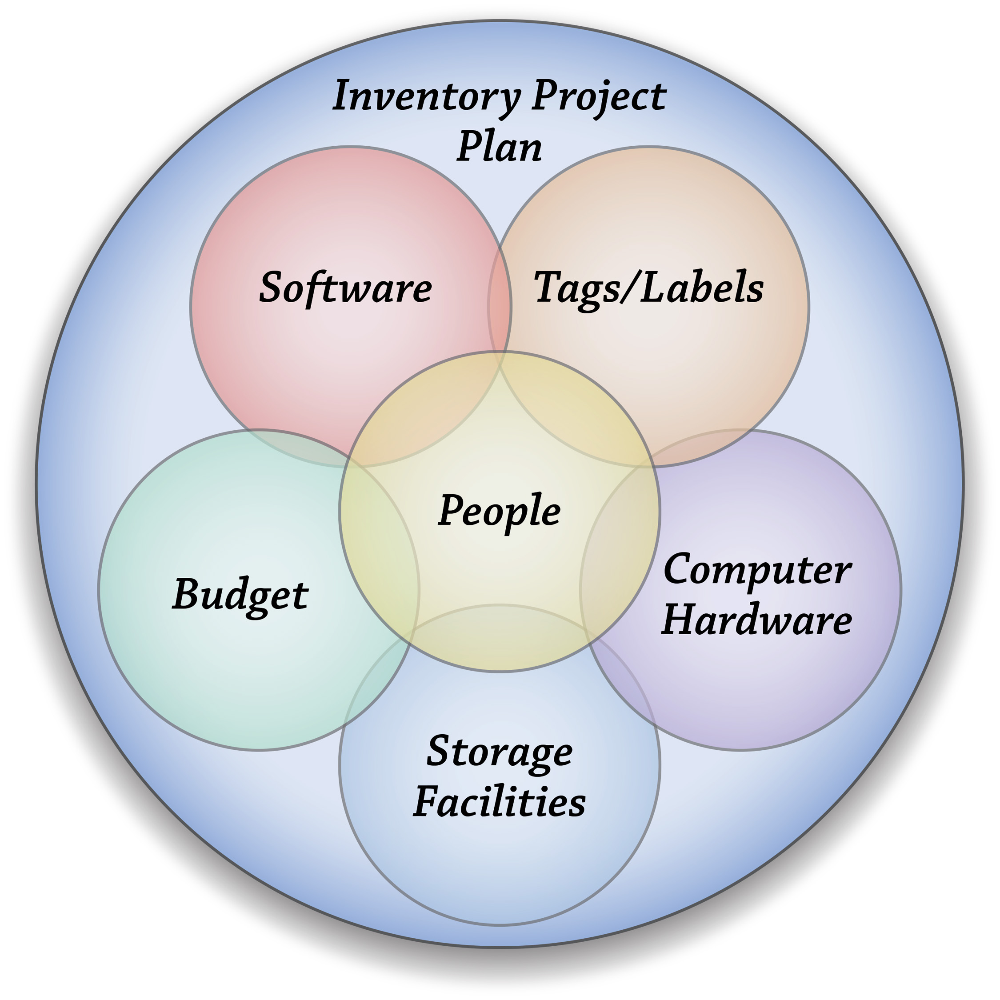 Inventory Project
Plan
Software
Tags/Labels
People
Budget
Computer
Hardware
Storage
Facilities